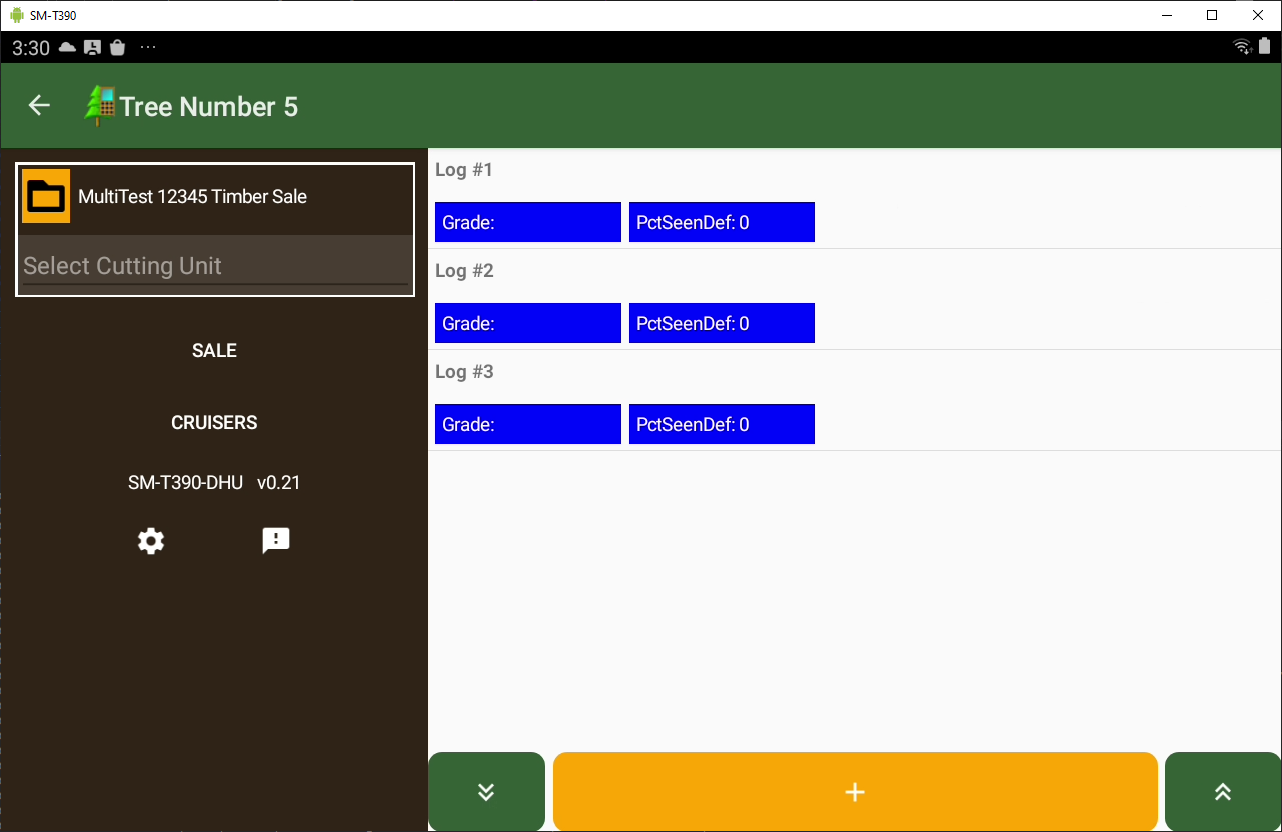 SM-T390
3:30
Tree Number 5
MultiTest 12345 Timber Sale
Select Cutting Unit
SALE
CRUISERS
SM-T390-DHU v0.21
Log #1
Grade: PctSeenDef: 0
Log #2
Grade: PctSeenDef: 0
Log #3
Grade: PctSeenDef: 0